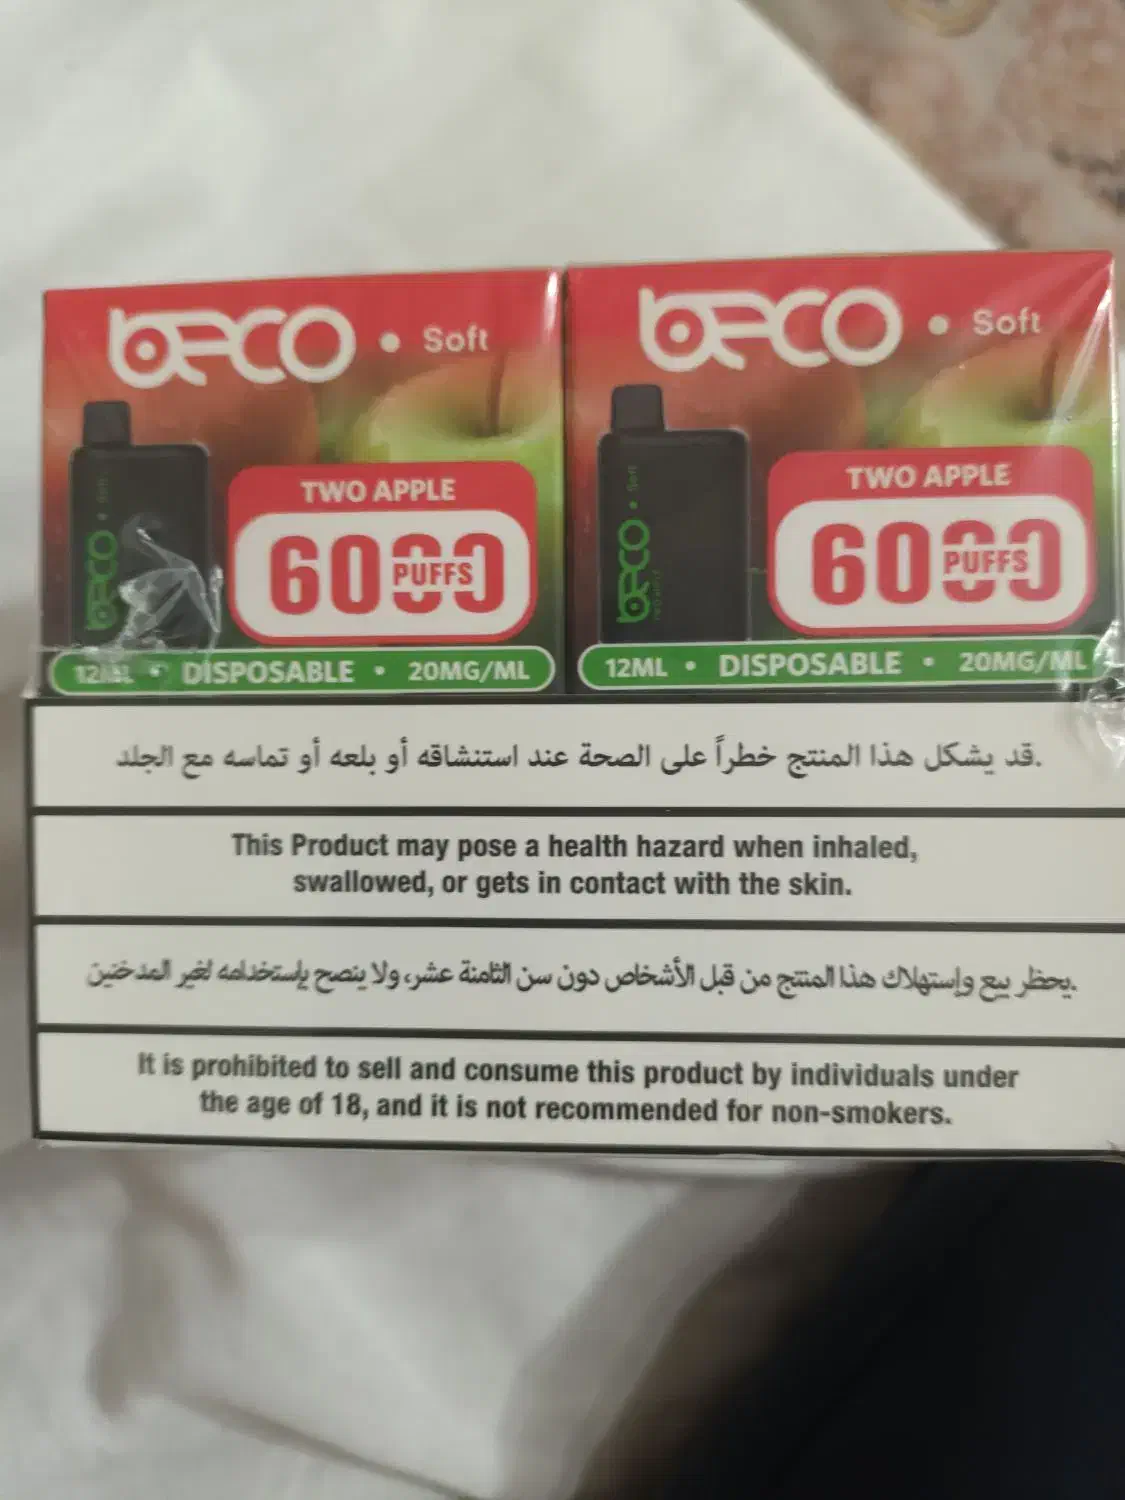 BECO • Soft
TWO APPLE
6000
PUFFS
12ML • DISPOSABLE • 20MG/ML
BECO • Soft
BECO • Soft
TWO APPLE
6000
PUFFS
12ML • DISPOSABLE • 20MG/ML
BECO • Soft
قد يشكل هذا المنتج خطراً على الصحة عند استنشاقه أو بلعه أو تماسه مع الجلد.
This Product may pose a health hazard when inhaled,
swallowed, or gets in contact with the skin.
يحظر بيع وإستهلاك هذا المنتج من قبل الأشخاص دون سن الثامنة عشر، ولا ينصح بإستخدامه لغير المدخنين.
It is prohibited to sell and consume this product by individuals under
the age of 18, and it is not recommended for non-smokers.